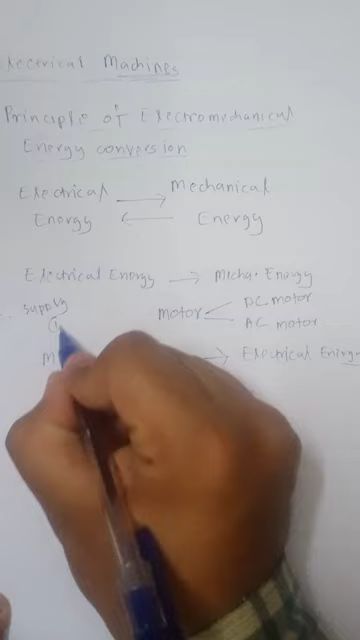 Electrical Machines
Principle of Electromechanical
Energy conversion
Electrical → Mechanical
Energy ← Energy
Electrical Energy → Micha. Energy
Supply
Motor DC motor
AC motor
→ Electrical Energy